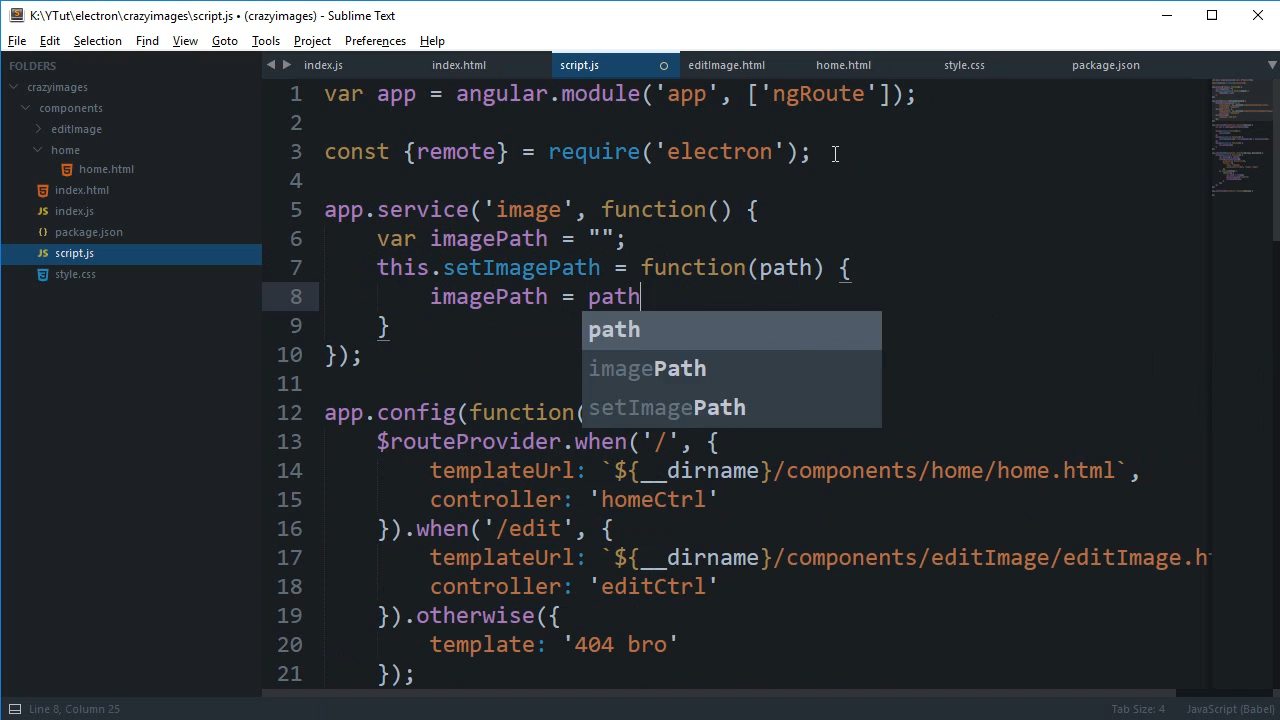 K:\YTut\electron\crazyimages\script.js • (crazyimages) - Sublime Text
File Edit Selection Find View Goto Tools Project Preferences Help
FOLDERS
crazyimages
components
editImage
home
home.html
index.html
JS index.js
{} package.json
JS script.js
style.css
index.js index.html script.js editImage.html home.html style.css package.json
1 var app = angular.module('app', ['ngRoute']);
2
3 const {remote} = require('electron');
4
5 app.service('image', function() {
6 var imagePath = "";
7 this.setImagePath = function(path) {
8 imagePath = path
9 }
10 });
11
12 app.config(function(
13 $routeProvider.when('/', {
14 templateUrl: `${__dirname}/components/home/home.html`,
15 controller: 'homeCtrl'
16 }).when('/edit', {
17 templateUrl: `${__dirname}/components/editImage/editImage.h
18 controller: 'editCtrl'
19 }).otherwise({
20 template: '404 bro'
21 });
path
imagePath
setImagePath
Line 8, Column 25 Tab Size: 4 JavaScript (Babel)